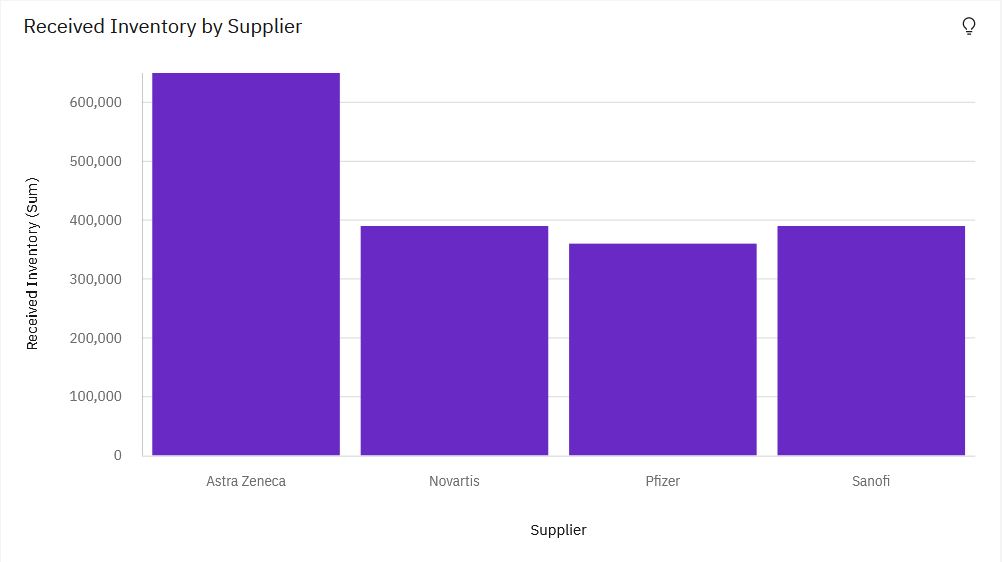 Received Inventory by Supplier
Received Inventory (Sum)
600,000
500,000
400,000
300,000
200,000
100,000
0
Astra Zeneca
Novartis
Pfizer
Sanofi
Supplier